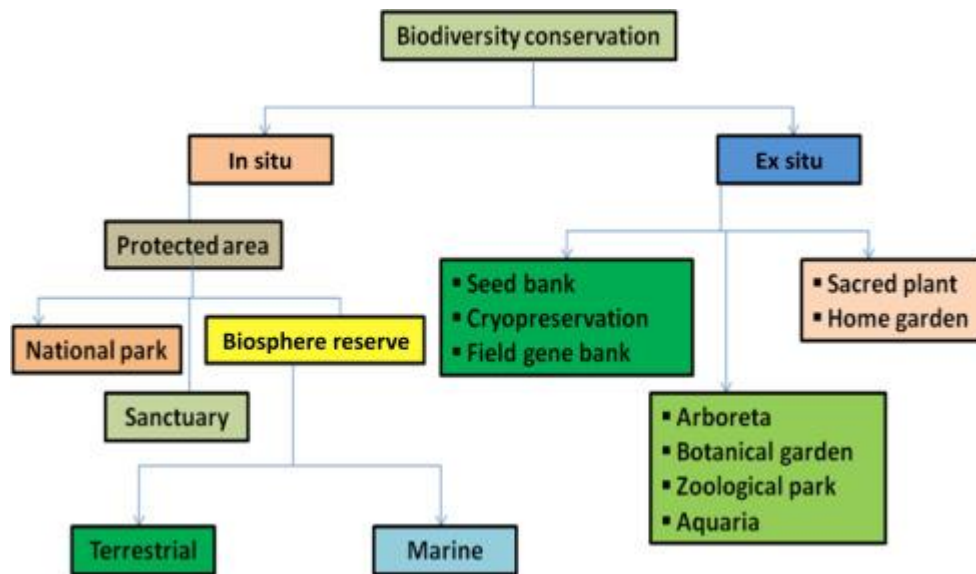 Biodiversity conservation
In situ
Ex situ
Protected area
National park
Biosphere reserve
Sanctuary
Terrestrial
Marine
▪ Seed bank
▪ Cryopreservation
▪ Field gene bank
▪ Sacred plant
▪ Home garden
▪ Arboreta
▪ Botanical garden
▪ Zoological park
▪ Aquaria